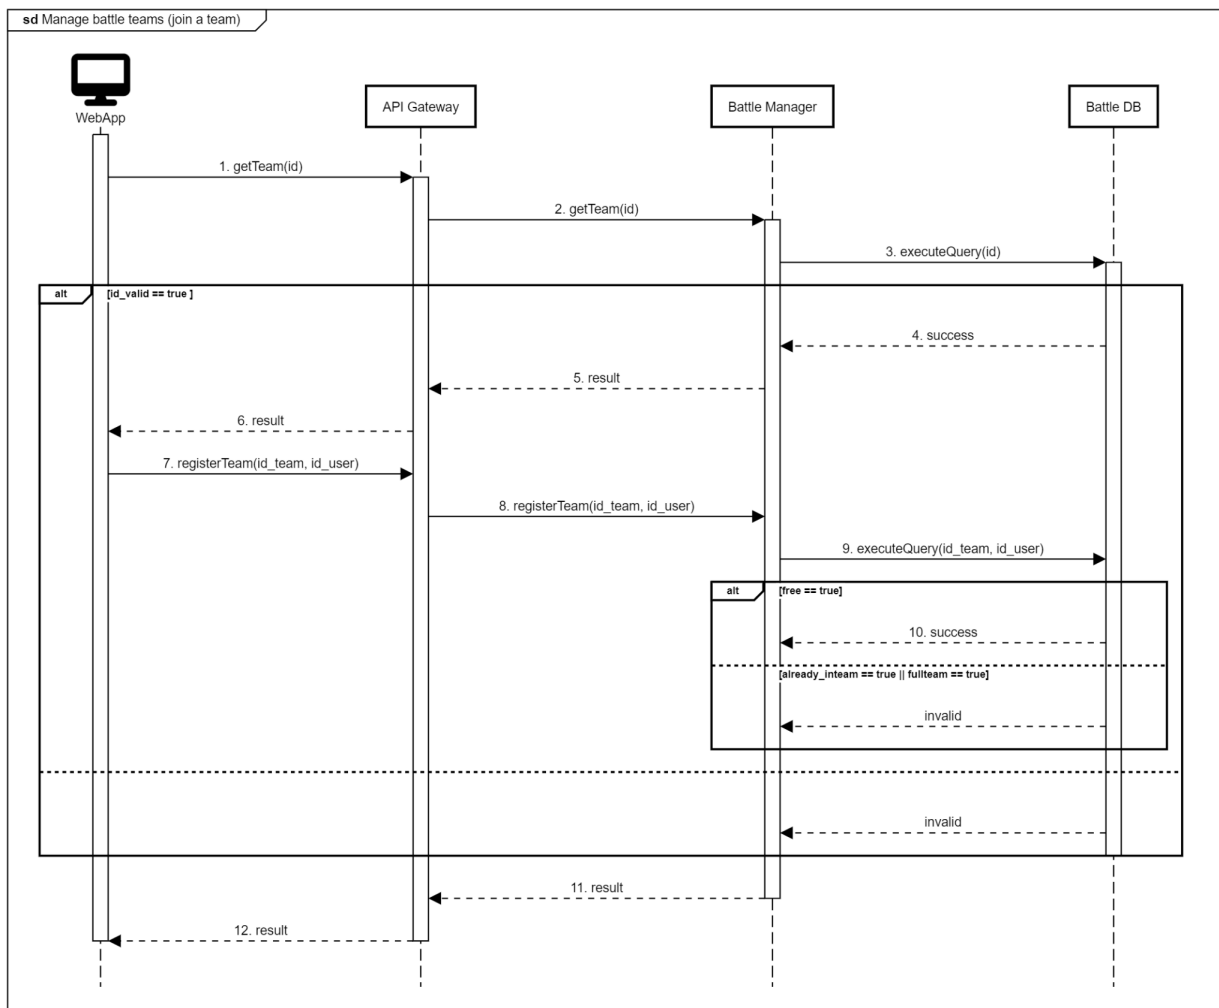 sd Manage battle teams (join a team)
WebApp
API Gateway
Battle Manager
Battle DB
1. getTeam(id)
2. getTeam(id)
3. executeQuery(id)
alt
[id_valid == true ]
4. success
5. result
6. result
7. registerTeam(id_team, id_user)
8. registerTeam(id_team, id_user)
9. executeQuery(id_team, id_user)
alt
[free == true]
10. success
[already_inteam == true || fullteam == true]
invalid
invalid
11. result
12. result